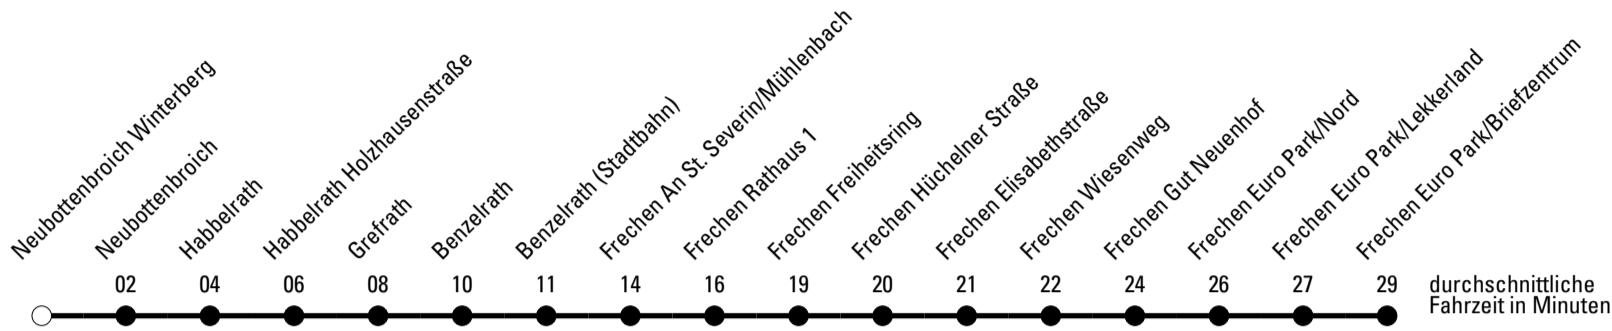 Neubottenbroich Winterberg
Neubottenbroich
Habbelrath
Habbelrath Holzhausenstraße
Grefrath
Benzelrath
Benzelrath (Stadtbahn)
Frechen An St. Severin/Mühlenbach
Frechen Rathaus 1
Frechen Freiheitsring
Frechen Hüchelner Straße
Frechen Elisabethstraße
Frechen Wiesenweg
Frechen Gut Neuenhof
Frechen Euro Park/Nord
Frechen Euro Park/Lekkerland
Frechen Euro Park/Briefzentrum
02 04 06 08 10 11 14 16 19 20 21 22 24 26 27 29 durchschnittliche
Fahrzeit in Minuten